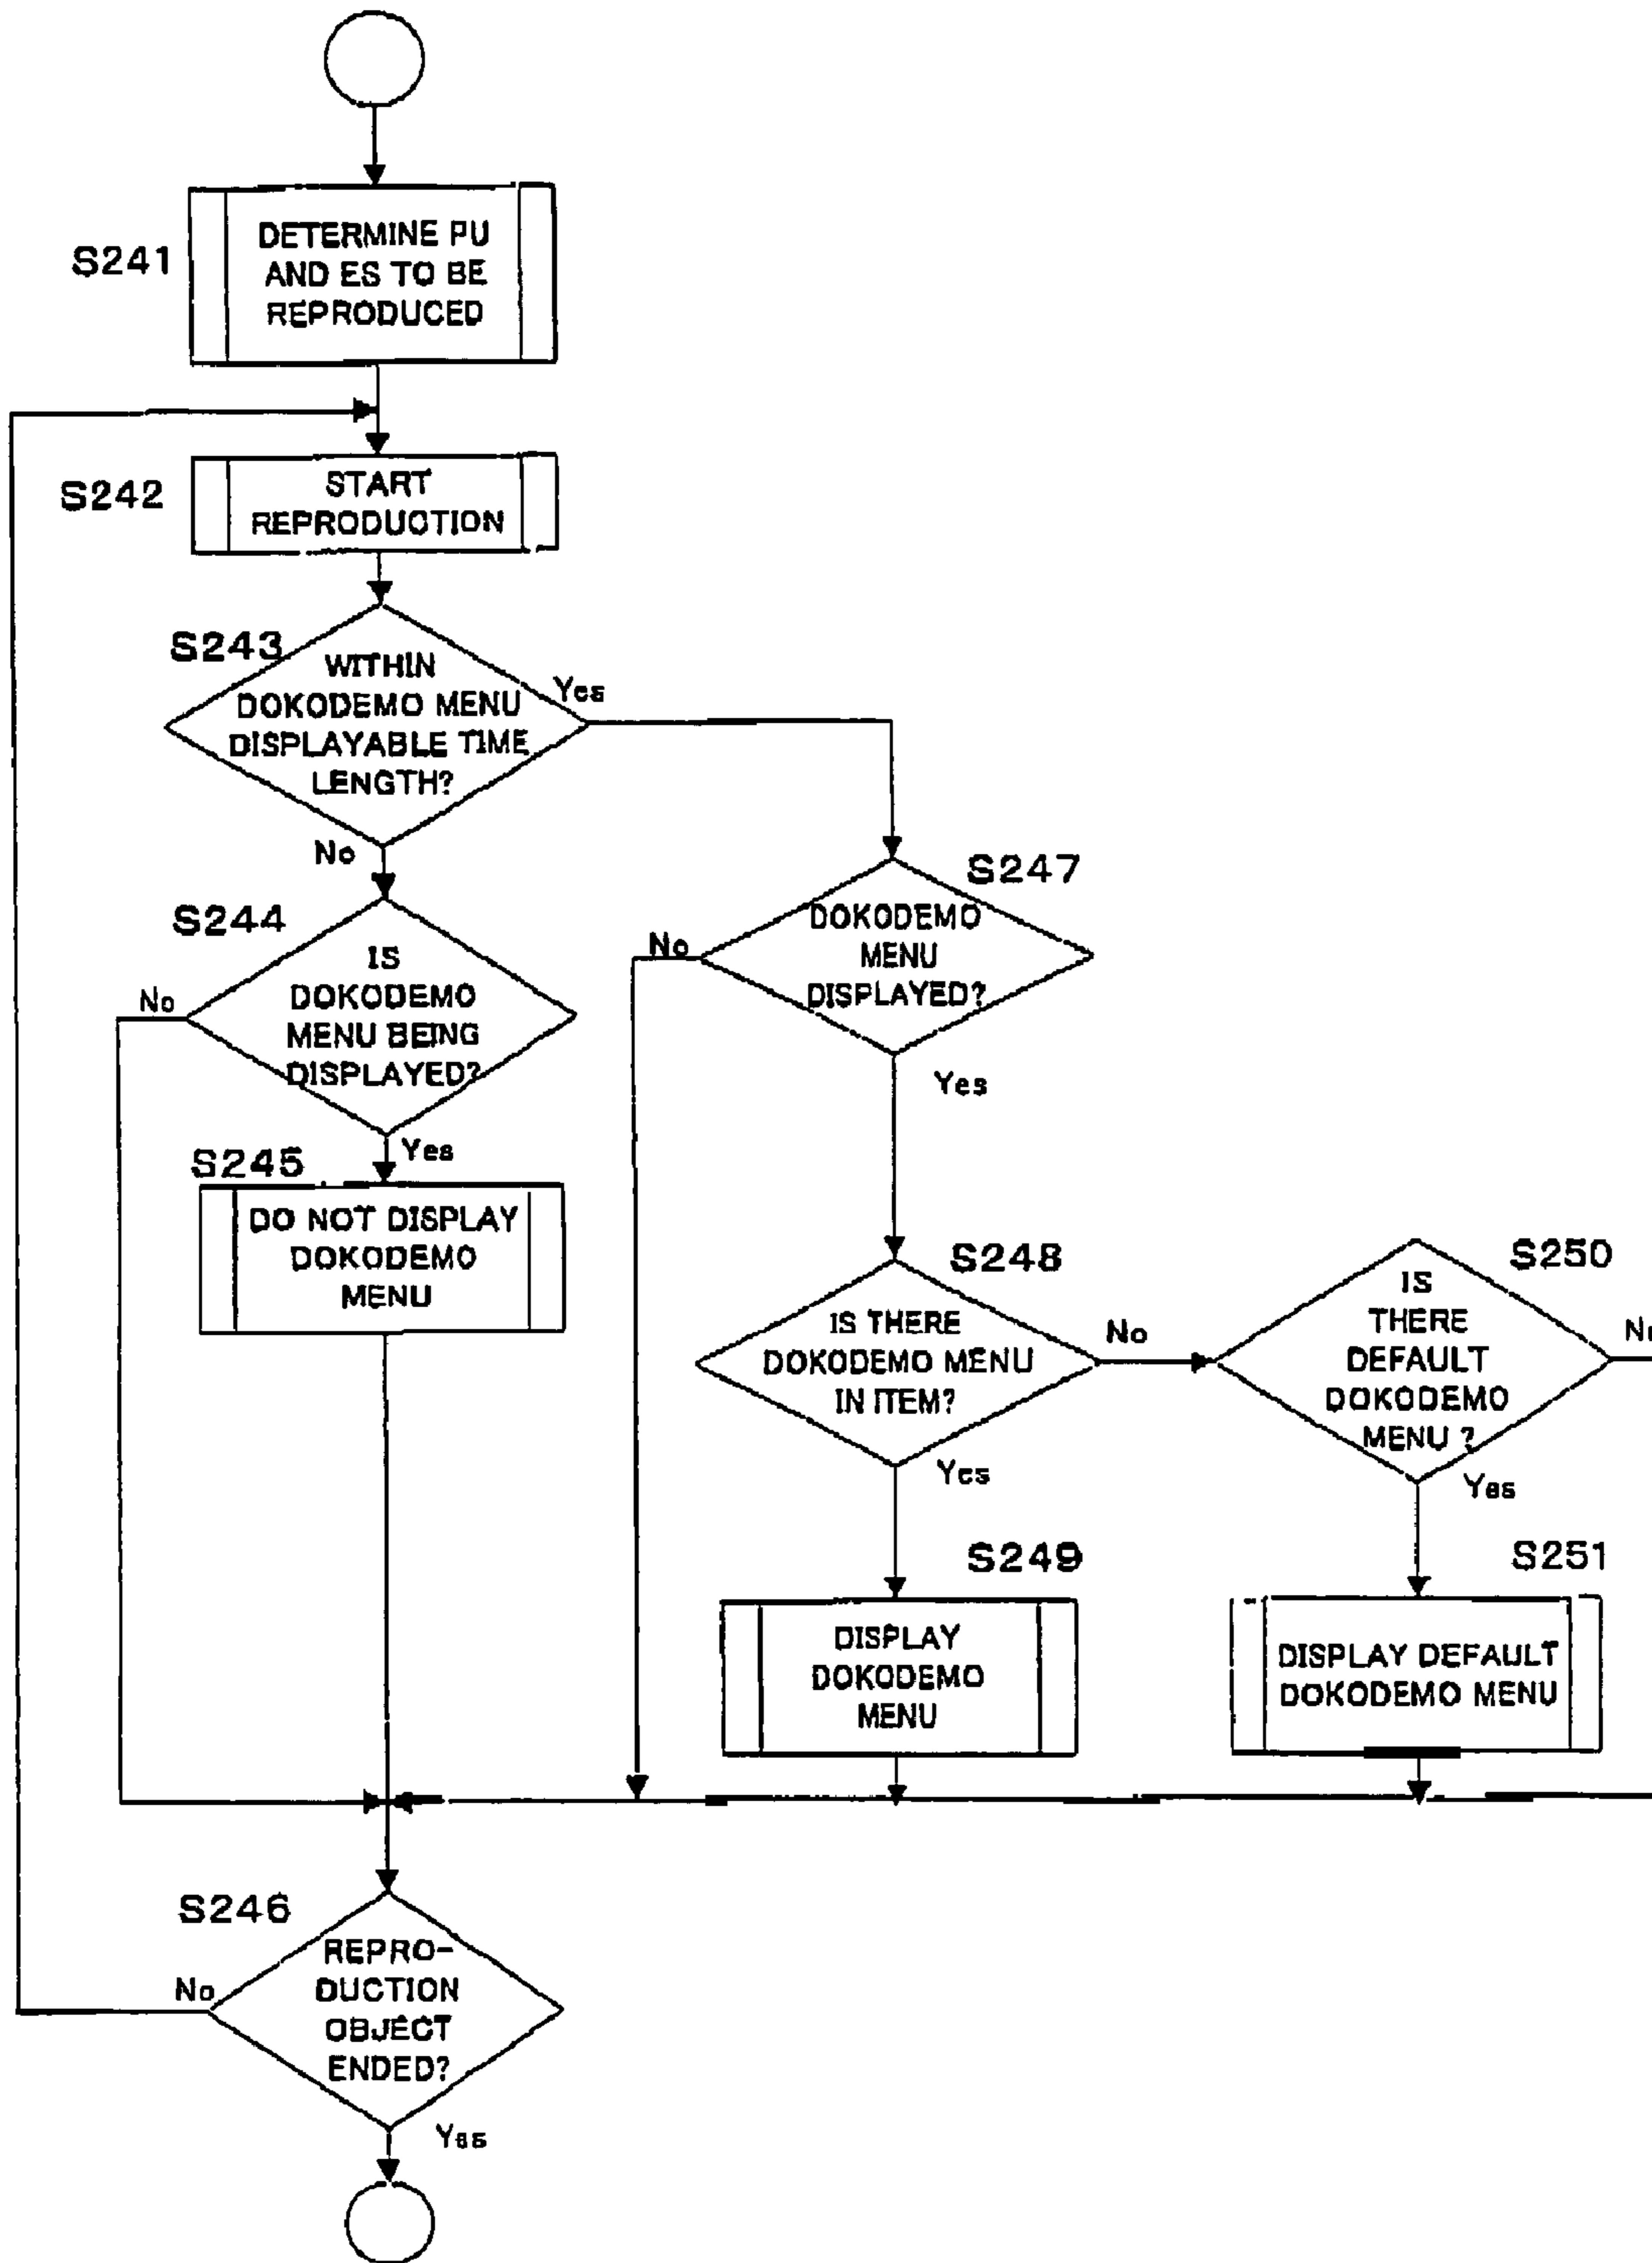 S241
DETERMINE PU
AND ES TO BE
REPRODUCED
S242
START
REPRODUCTION
S243
WITHIN
DOKODEMO MENU
DISPLAYABLE TIME
LENGTH?
Yes
No
S244
IS
DOKODEMO
MENU BEING
DISPLAYED?
No
Yes
S245
DO NOT DISPLAY
DOKODEMO
MENU
S247
DOKODEMO
MENU
DISPLAYED?
No
Yes
S248
IS THERE
DOKODEMO MENU
IN ITEM?
No
Yes
S249
DISPLAY
DOKODEMO
MENU
S250
IS
THERE
DEFAULT
DOKODEMO
MENU ?
No
Yes
S251
DISPLAY DEFAULT
DOKODEMO MENU
S246
REPRO-
DUCTION
OBJECT
ENDED?
No
Yes